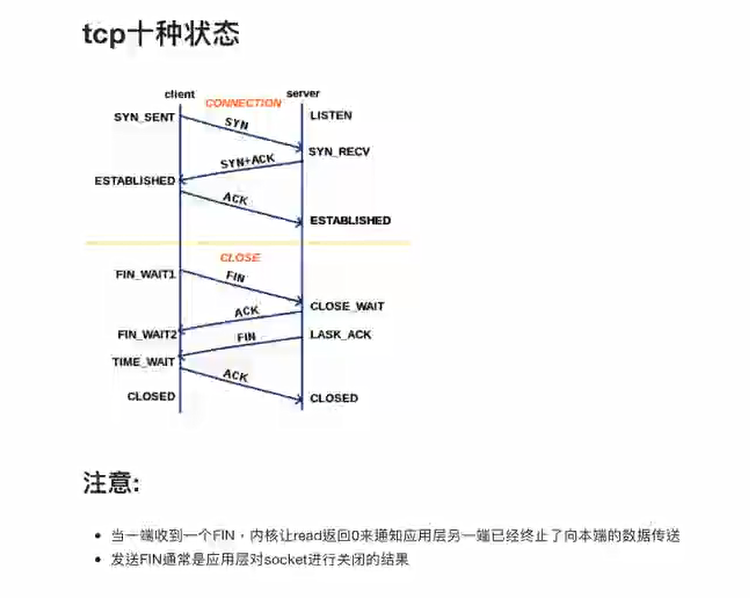 tcp十种状态
client
server
CONNECTION
SYN_SENT
LISTEN
SYN
SYN_RECV
SYN+ACK
ESTABLISHED
ACK
ESTABLISHED
CLOSE
FIN_WAIT1
FIN
CLOSE_WAIT
ACK
FIN_WAIT2
LASK_ACK
FIN
TIME_WAIT
ACK
CLOSED
CLOSED
注意:
当一端收到一个FIN,内核让read返回0来通知应用层另一端已经终止了向本端的数据传送
发送FIN通常是应用层对socket进行关闭的结果